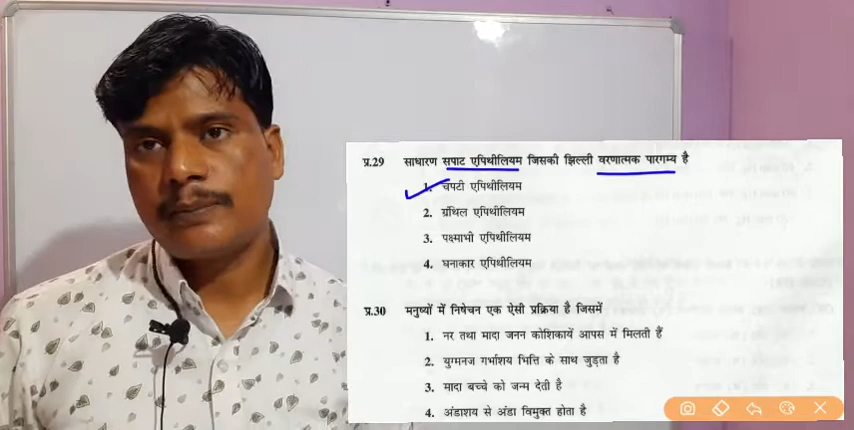 प्र.29 साधारण सपाट एपिथीलियम जिसकी झिल्ली वरणात्मक पारगम्य है
1. चपटी एपिथीलियम
2. ग्रंथिल एपिथीलियम
3. पक्ष्माभी एपिथीलियम
4. घनाकार एपिथीलियम
प्र.30 मनुष्यों में निषेचन एक ऐसी प्रक्रिया है जिसमें
1. नर तथा मादा जनन कोशिकायें आपस में मिलती हैं
2. युग्मनज गर्भाशय भित्ति के साथ जुड़ता है
3. मादा बच्चे को जन्म देती है
4. अंडाशय से अंडा विमुक्त होता है